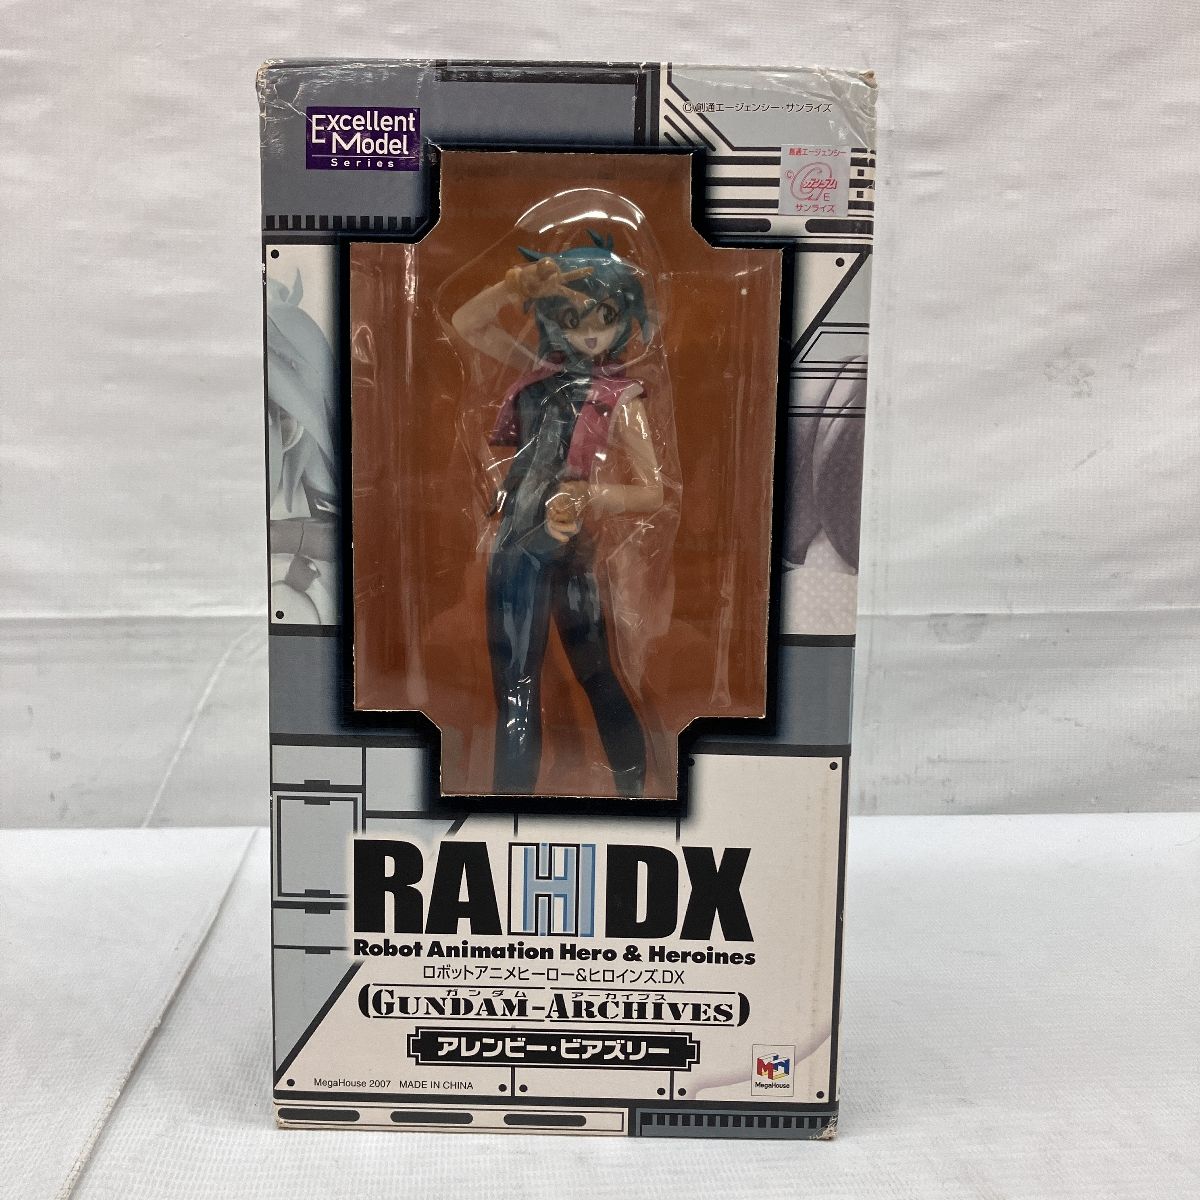 Excellent
Model
Series
©創通エージェンシー・サンライズ
創通エージェンシー
©ガンダム
E
サンライズ
RAHDX
Robot Animation Hero & Heroines
ロボットアニメヒーロー&ヒロインズ.DX
ガンダム アーカイブス
(GUNDAM-ARCHIVES)
アレンビー・ビアズリー
MegaHouse 2007 MADE IN CHINA
MegaHouse